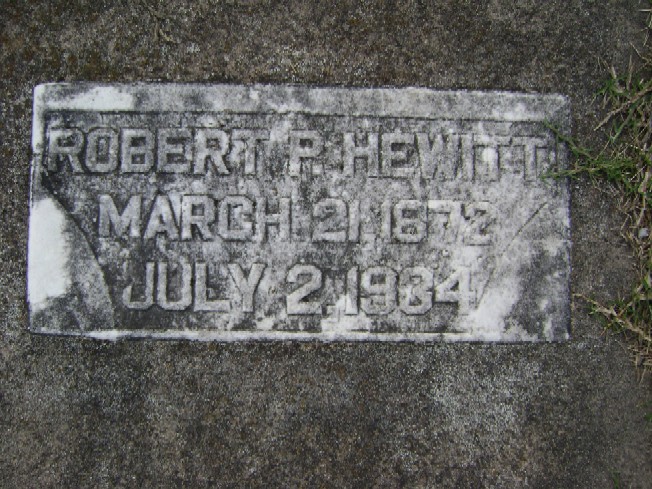 ROBERT P. HEWITT
MARCH 21, 1872
JULY 2, 1934